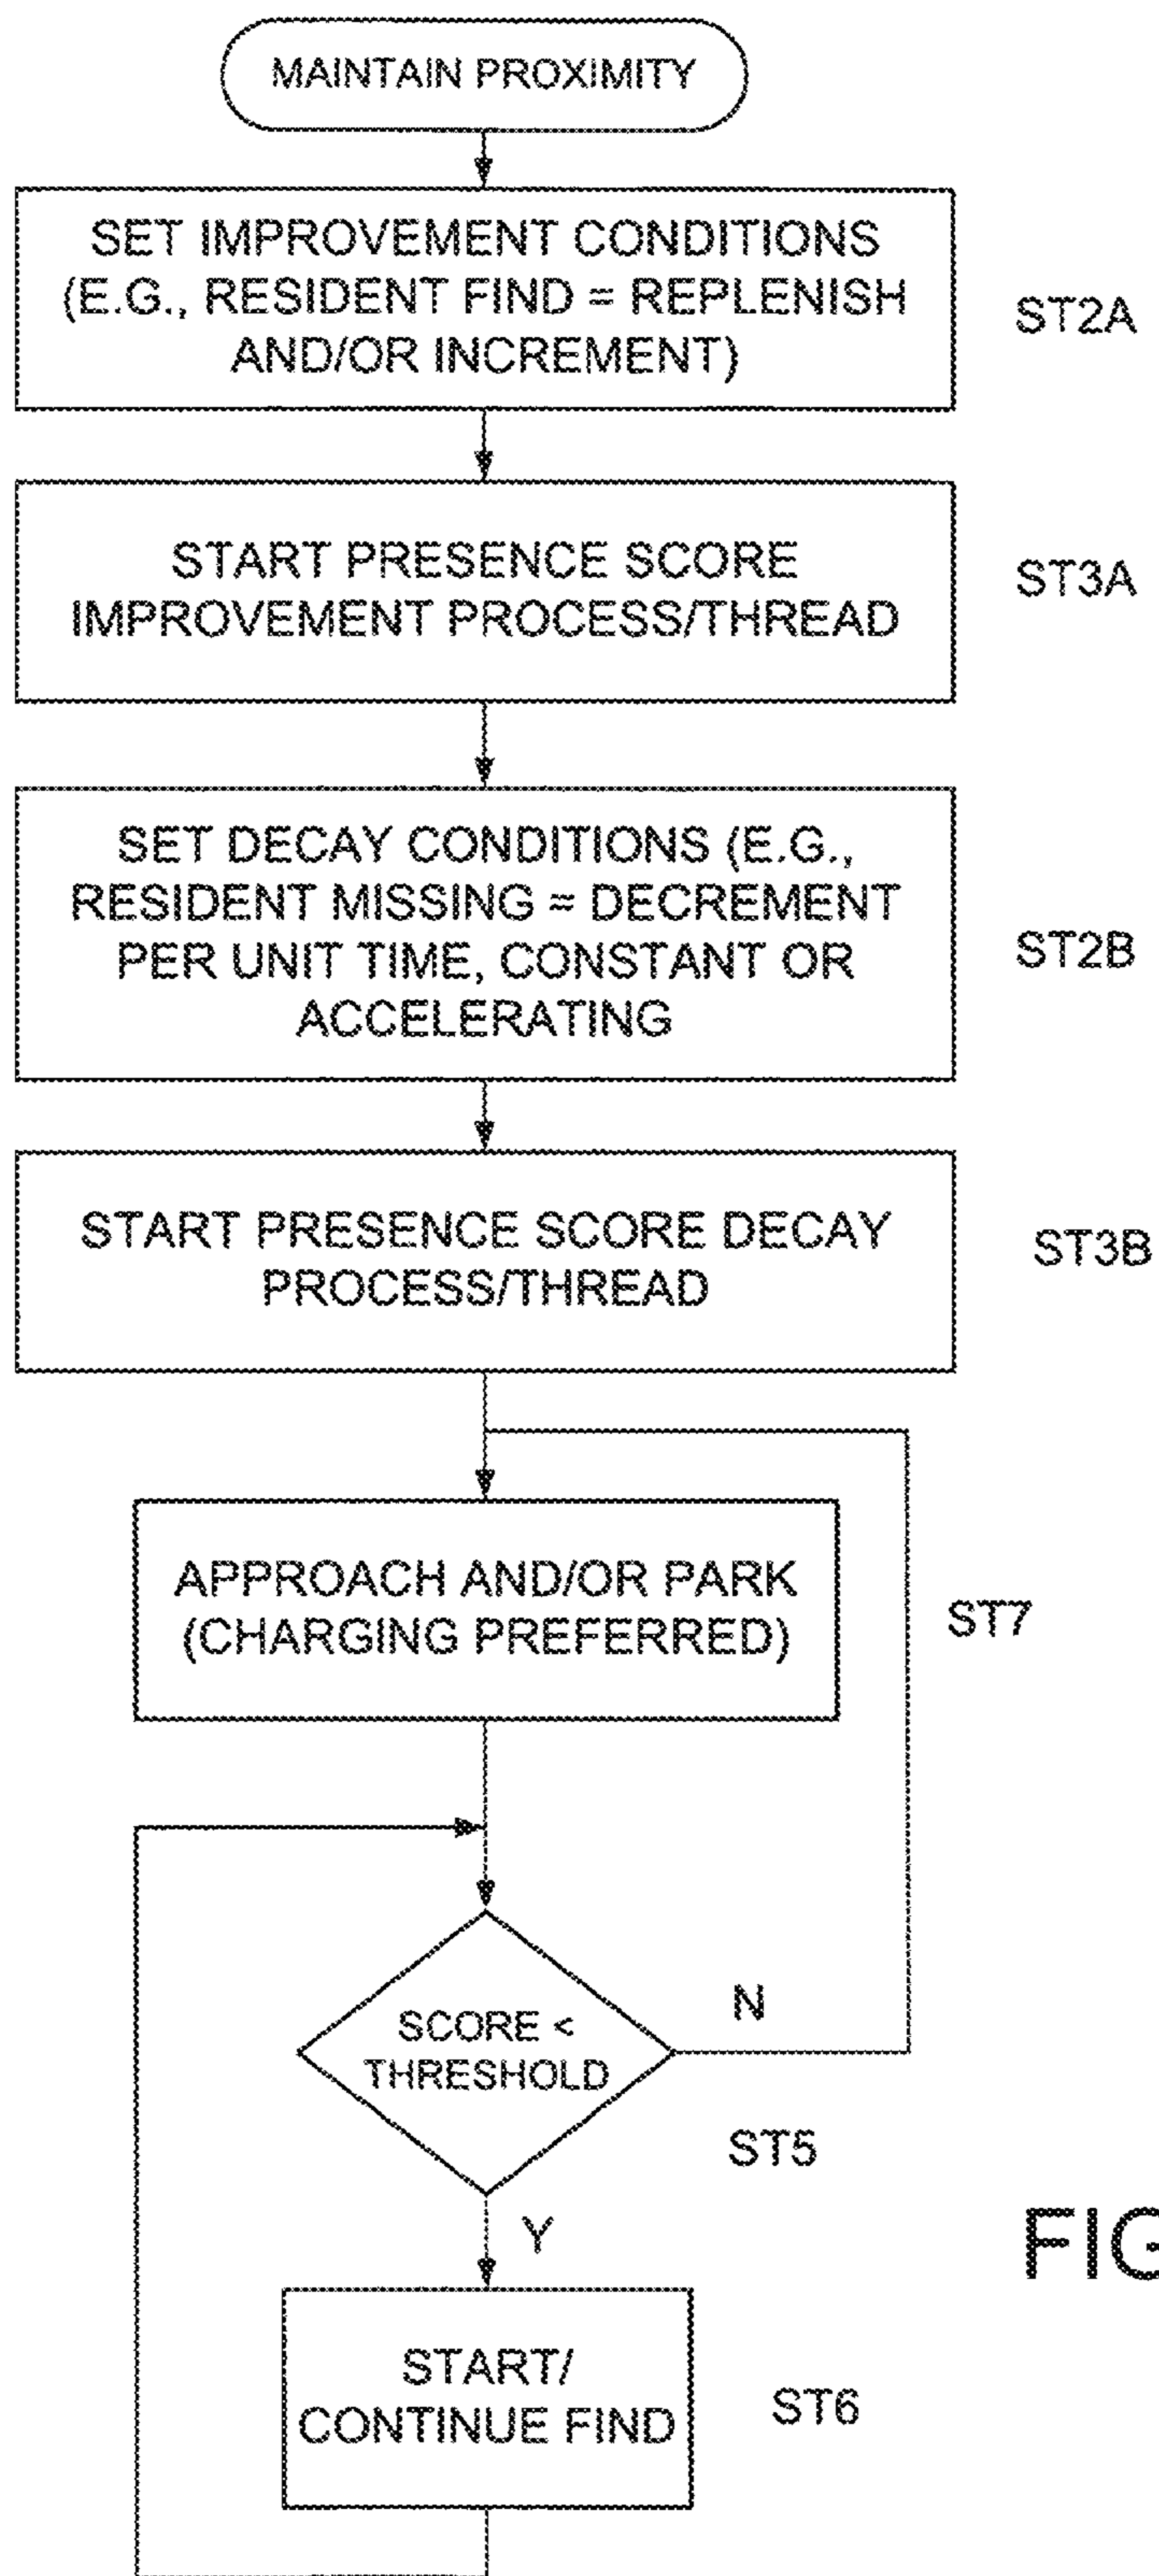 MAINTAIN PROXIMITY
SET IMPROVEMENT CONDITIONS
(E.G., RESIDENT FIND = REPLENISH
AND/OR INCREMENT)
ST2A
START PRESENCE SCORE
IMPROVEMENT PROCESS/THREAD
ST3A
SET DECAY CONDITIONS (E.G.,
RESIDENT MISSING = DECREMENT
PER UNIT TIME, CONSTANT OR
ACCELERATING
ST2B
START PRESENCE SCORE DECAY
PROCESS/THREAD
ST3B
APPROACH AND/OR PARK
(CHARGING PREFERRED)
ST7
SCORE <
THRESHOLD
N
ST5
Y
START/
CONTINUE FIND
ST6
FIG